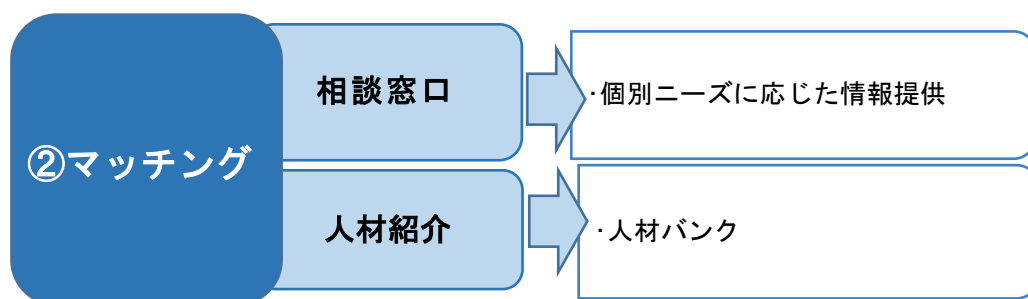 ②マッチング
相談窓口
・個別ニーズに応じた情報提供
人材紹介
・人材バンク